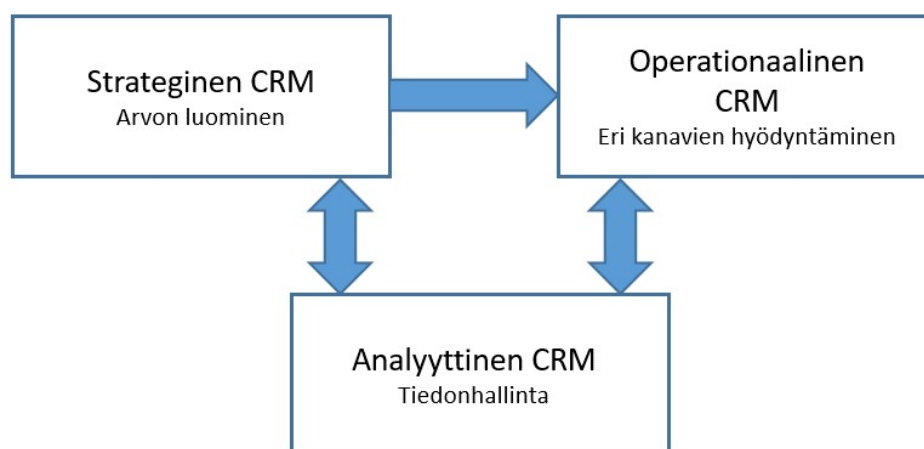 Strateginen CRM
Arvon luominen
Operationaalinen
CRM
Eri kanavien hyödyntäminen
Analyyttinen CRM
Tiedonhallinta